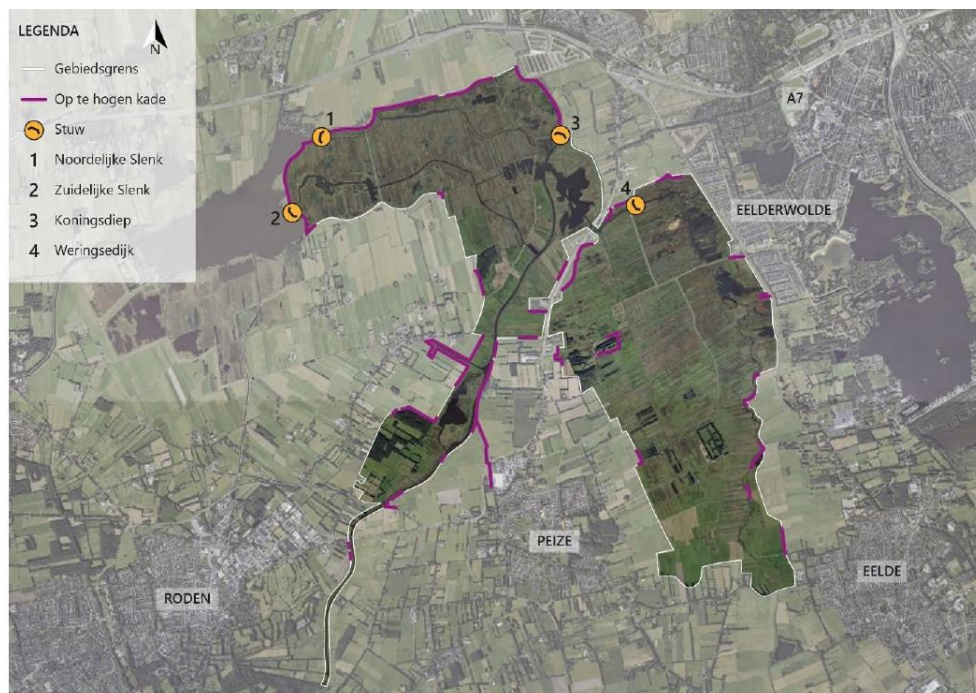 LEGENDA
N
Gebiedsgrens
Op te hogen kade
Stuw
1 Noordelijke Slenk
2 Zuidelijke Slenk
3 Koningsdiep
4 Weringsedijk
1
3
2
4
A7
EELDERWOLDE
PEIZE
EELDE
RODEN